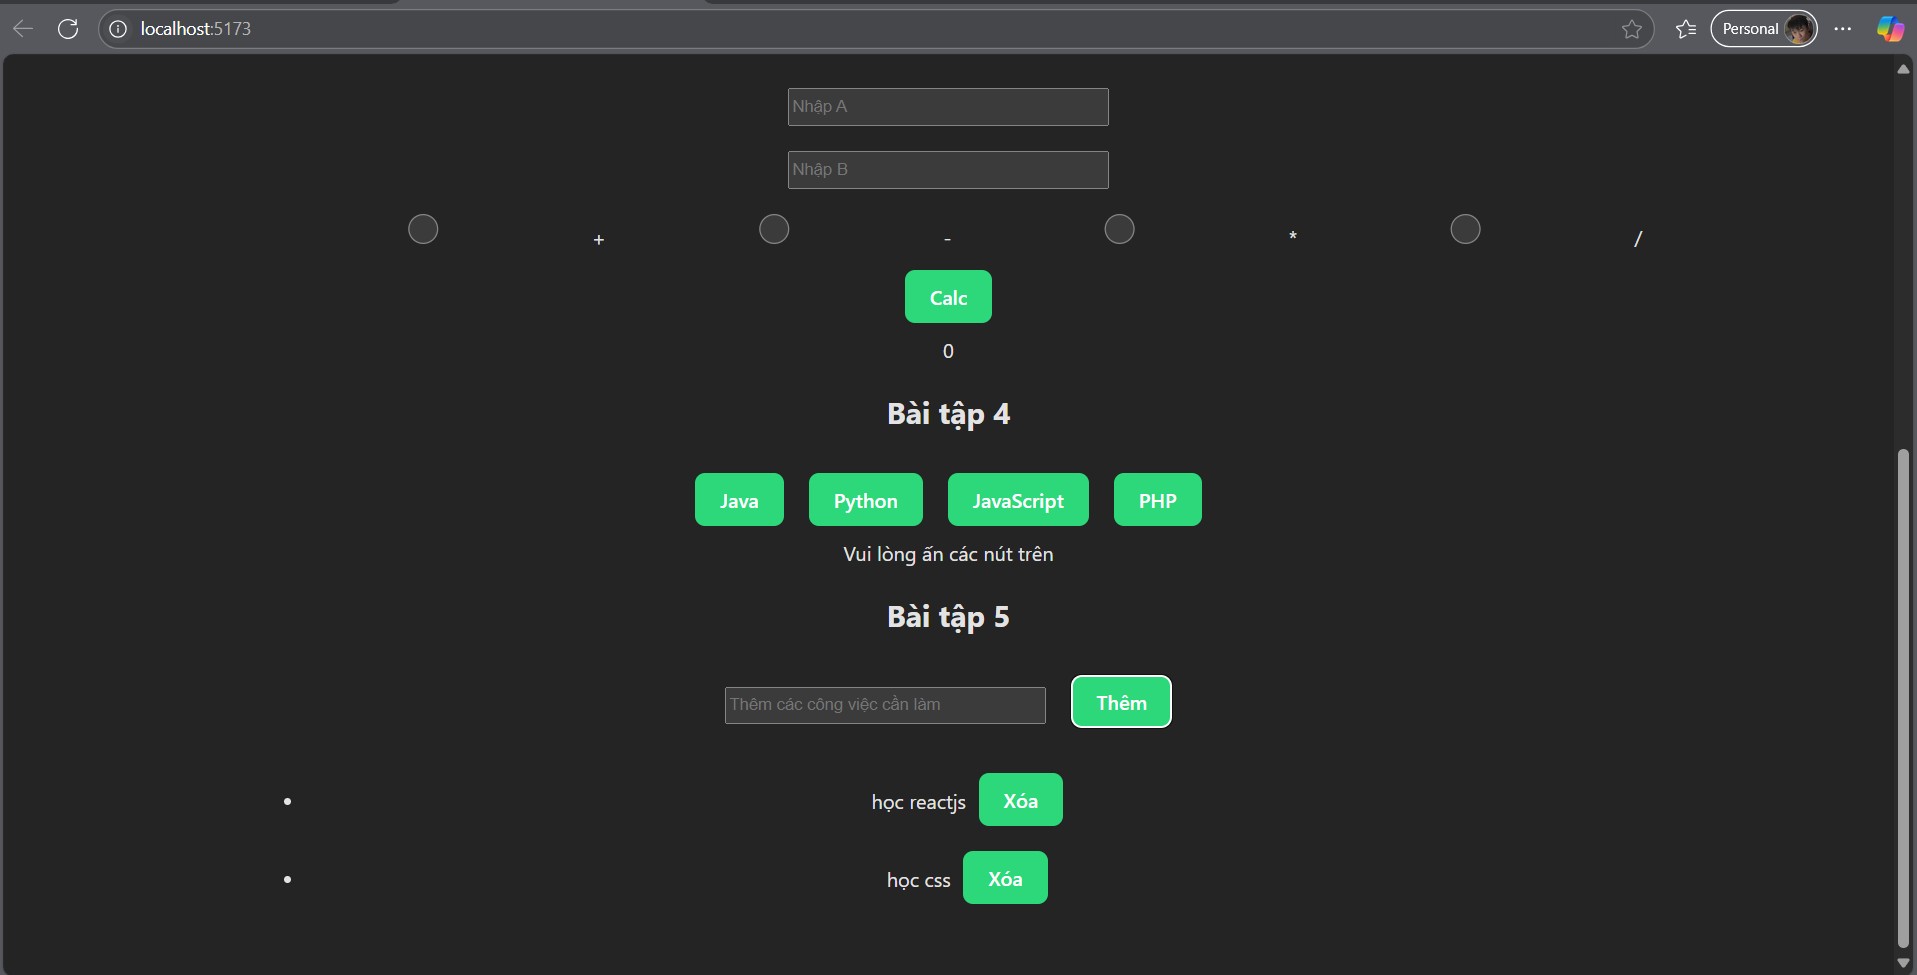 localhost:5173
Personal
Nhập A
Nhập B
+ - * /
Calc
0
Bài tập 4
Java Python JavaScript PHP
Vui lòng ấn các nút trên
Bài tập 5
Thêm các công việc cần làm Thêm
• học reactjs Xóa
• học css Xóa